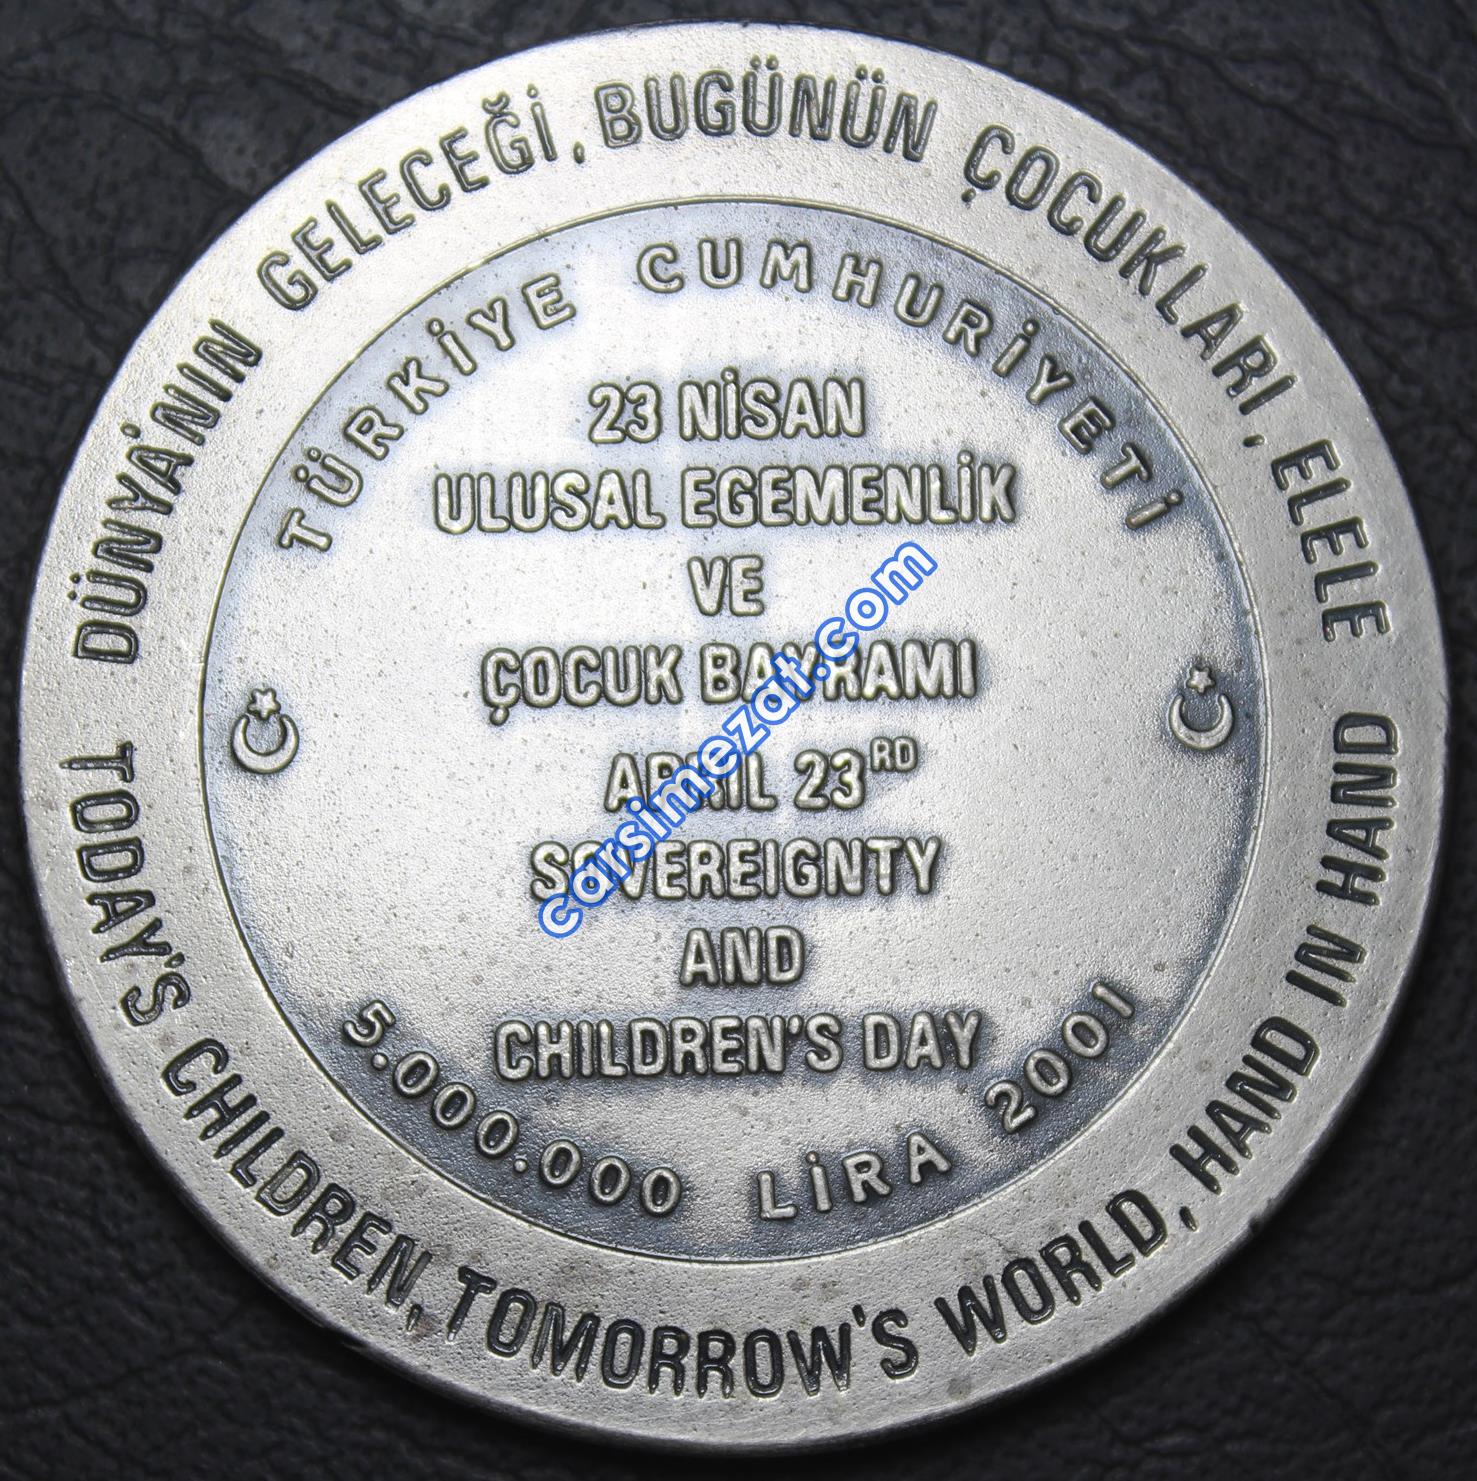 DÜNYA'NIN GELECEĞİ, BUGÜNÜN ÇOCUKLARI, ELELE
TÜRKİYE CUMHURİYETİ
23 NİSAN
ULUSAL EGEMENLİK
VE
ÇOCUK BAYRAMI
APRIL 23RD
SOVEREIGNTY
AND
CHILDREN'S DAY
5.000.000 LİRA 2001
TODAY'S CHILDREN, TOMORROW'S WORLD, HAND IN HAND
carsimezat.com